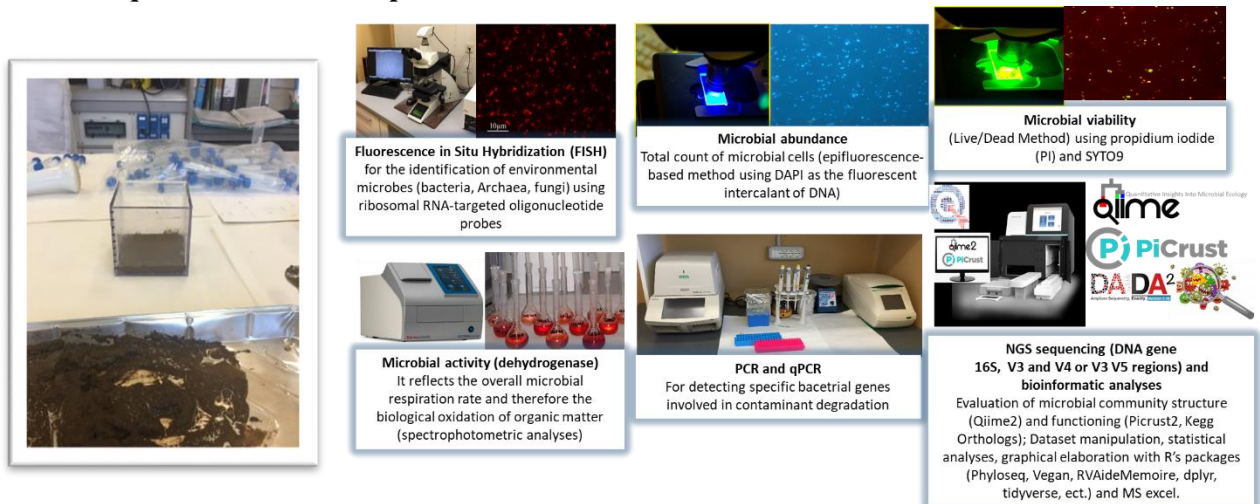 10µm
Fluorescence in Situ Hybridization (FISH)
for the identification of environmental
microbes (bacteria, Archaea, fungi) using
ribosomal RNA-targeted oligonucleotide
probes
Microbial abundance
Total count of microbial cells (epifluorescence-
based method using DAPI as the fluorescent
intercalant of DNA)
Microbial viability
(Live/Dead Method) using propidium iodide
(PI) and SYTO9
Quantitative Insights Into Microbial Ecology
qiime
qiime2
PiCrust
Pi PiCrust
DADA2
Microbial activity (dehydrogenase)
It reflects the overall microbial
respiration rate and therefore the
biological oxidation of organic matter
(spectrophotometric analyses)
PCR and qPCR
For detecting specific bacetrial genes
involved in contaminant degradation
NGS sequencing (DNA gene
16S, V3 and V4 or V3 V5 regions) and
bioinformatic analyses
Evaluation of microbial community structure
(Qiime2) and functioning (Picrust2, Kegg
Orthologs); Dataset manipulation, statistical
analyses, graphical elaboration with R's packages
(Phyloseq, Vegan, RVAideMemoire, dplyr,
tidyverse, ect.) and MS excel.